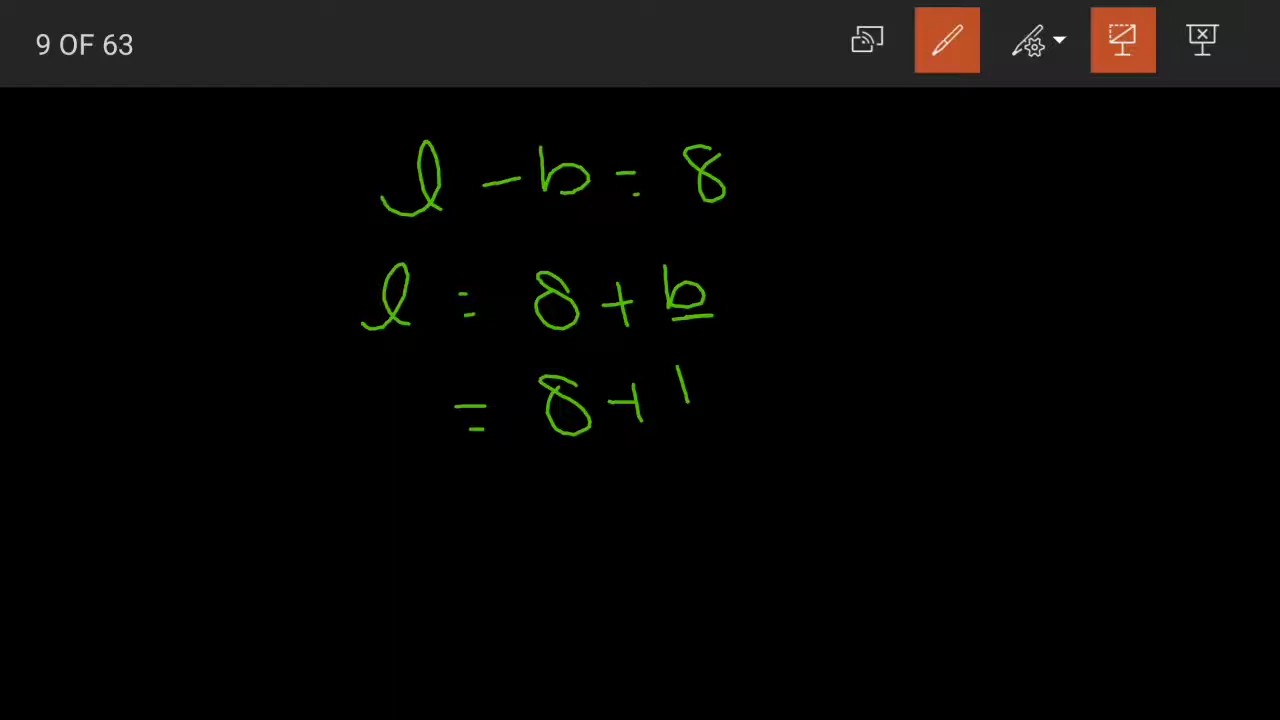 9 OF 63
l - b = 8
l = 8 + b
= 8 + 1